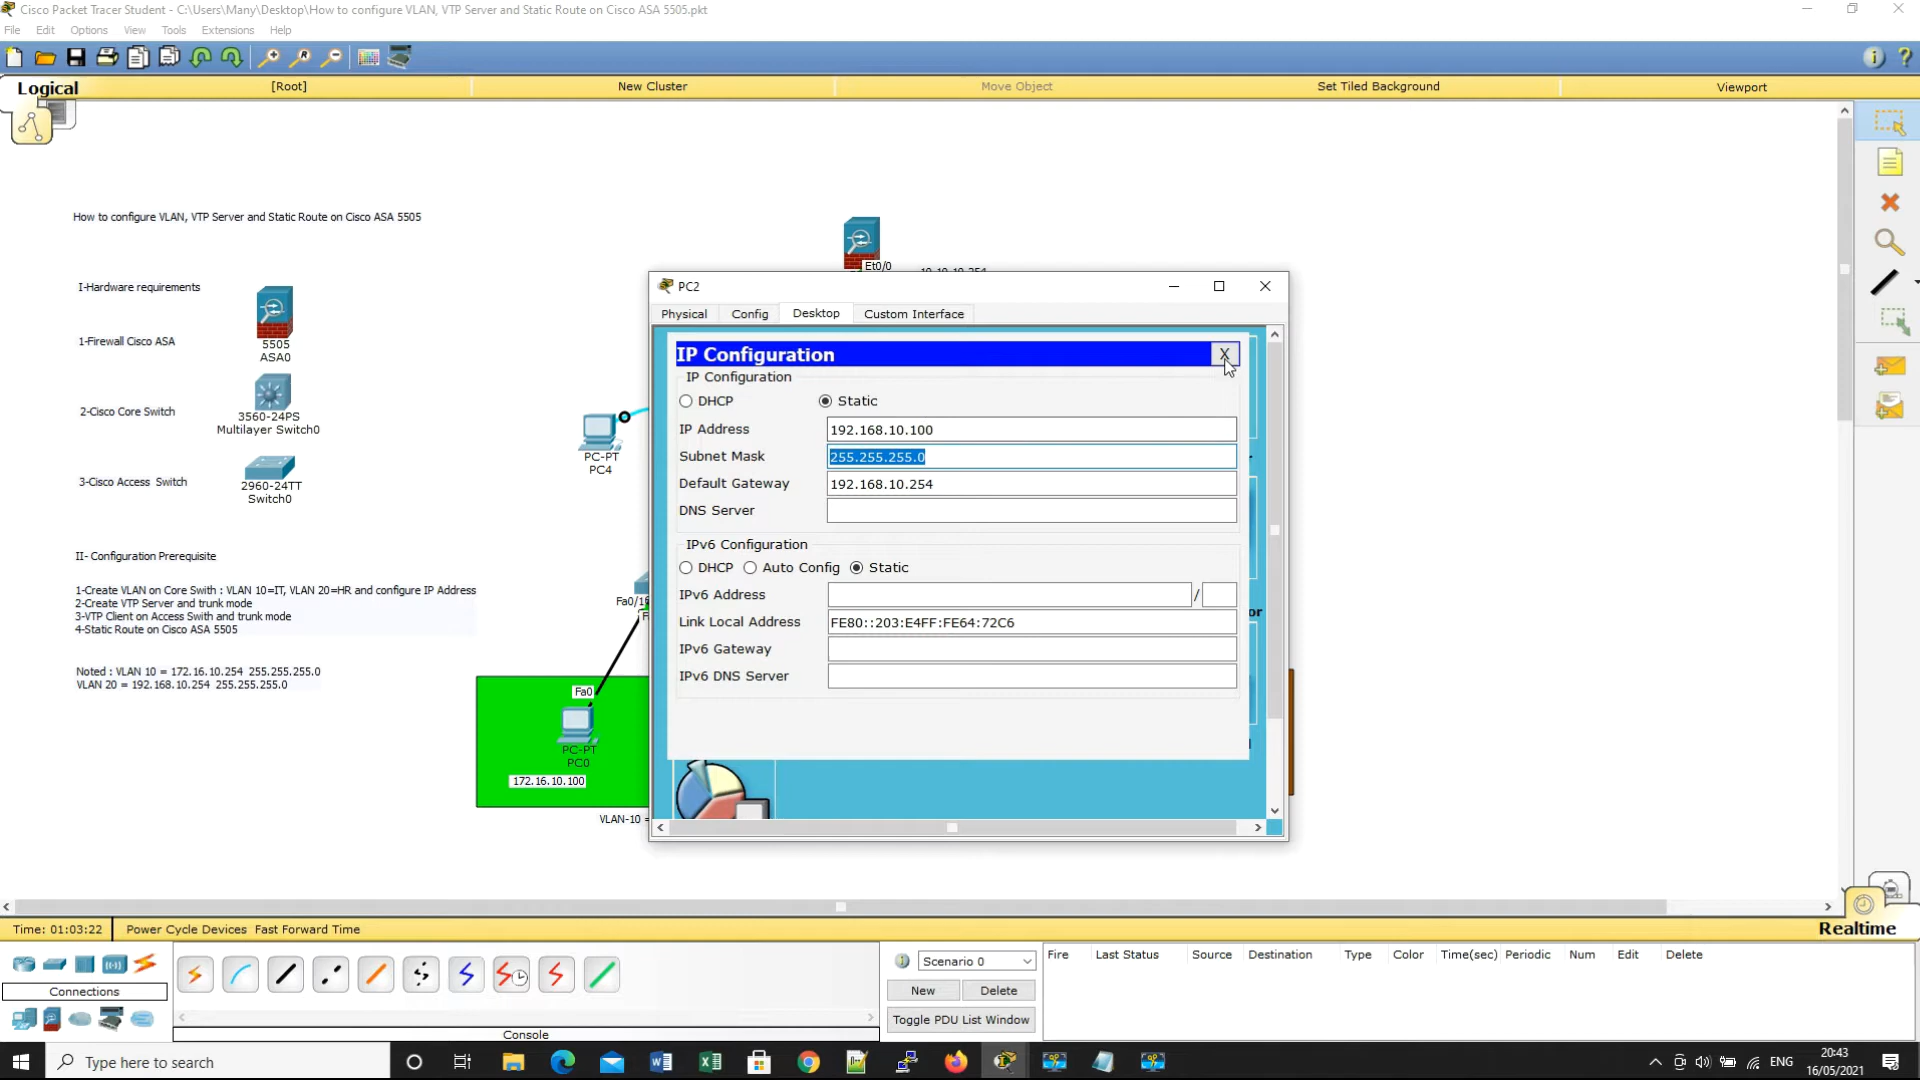 Cisco Packet Tracer Student - C:\Users\Many\Desktop\How to configure VLAN, VTP Server and Static Route on Cisco ASA 5505.pkt
File Edit Options View Tools Extensions Help
Logical [Root] New Cluster Move Object Set Tiled Background Viewport
How to configure VLAN, VTP Server and Static Route on Cisco ASA 5505
I-Hardware requirements
1-Firewall Cisco ASA
5505
ASA0
2-Cisco Core Switch
3560-24PS
Multilayer Switch0
3-Cisco Access Switch
2960-24TT
Switch0
II- Configuration Prerequisite
1-Create VLAN on Core Swith : VLAN 10=IT, VLAN 20=HR and configure IP Address
2-Create VTP Server and trunk mode
3-VTP Client on Access Swith and trunk mode
4-Static Route on Cisco ASA 5505
Noted : VLAN 10 = 172.16.10.254 255.255.255.0
VLAN 20 = 192.168.10.254 255.255.255.0
Et0/0
PC-PT
PC4
Fa0/1
Fa0
PC-PT
PC0
172.16.10.100
VLAN-10 =
PC2
Physical Config Desktop Custom Interface
IP Configuration X
IP Configuration
DHCP Static
IP Address 192.168.10.100
Subnet Mask 255.255.255.0
Default Gateway 192.168.10.254
DNS Server
IPv6 Configuration
DHCP Auto Config Static
IPv6 Address /
Link Local Address FE80::203:E4FF:FE64:72C6
IPv6 Gateway
IPv6 DNS Server
or
Time: 01:03:22 Power Cycle Devices Fast Forward Time Realtime
Connections
Console
Scenario 0
New Delete
Toggle PDU List Window
Fire Last Status Source Destination Type Color Time(sec) Periodic Num Edit Delete
Type here to search
ENG
20:43
16/05/2021